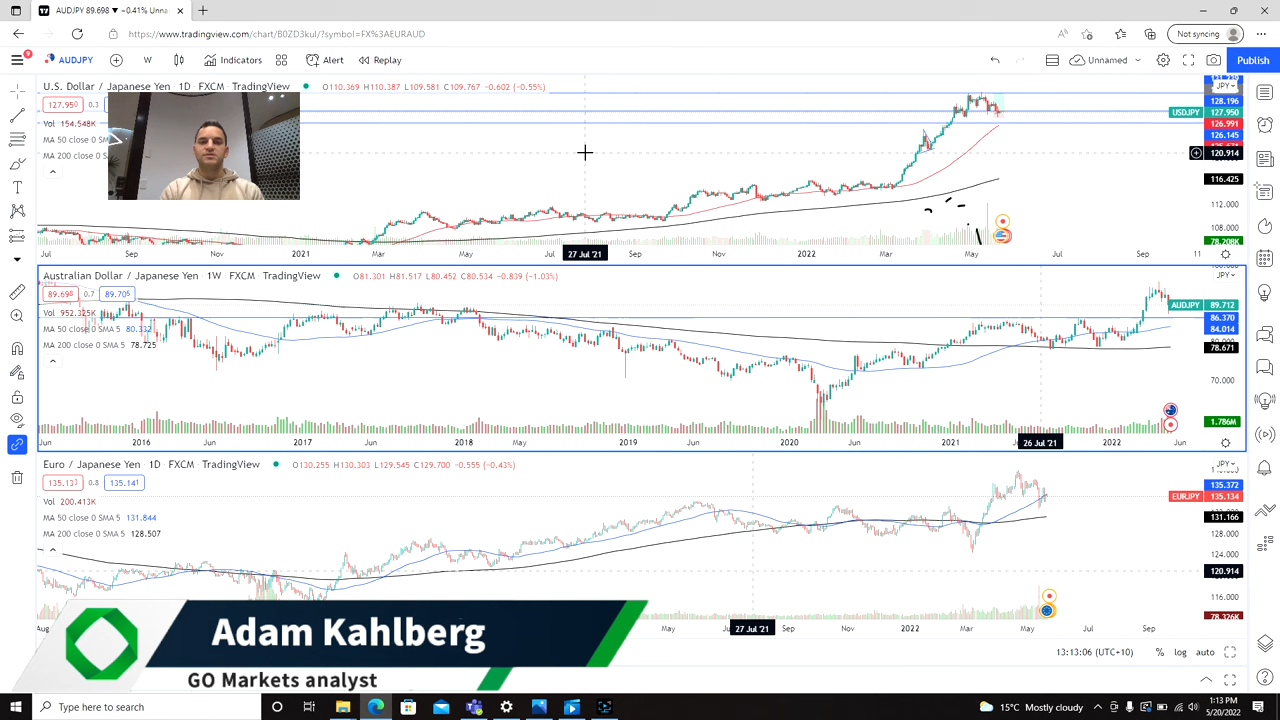 AUDJPY 89.698 ▼ −0.41% Unna
https://www.tradingview.com/chart/B0ZD3kul/?symbol=FX%3AEURAUD
Not syncing
9
AUDJPY
W
Indicators
Alert
Replay
Unnamed
Publish
U.S. Dollar / Japanese Yen 1D FXCM TradingView
O110.369 H110.387 L109.581 C109.767 −0.602
JPY
127.950 0.3
Vol 154.548K
MA 50 close 0 SM
MA 200 close 0 S
128.196
USDJPY 127.950
126.991
126.145
120.914
116.425
112.000
108.000
78.208K
Jul Sep Nov 2021 Mar May Jul 27 Jul '21 Sep Nov 2022 Mar May Sep 11
Australian Dollar / Japanese Yen 1W FXCM TradingView
O81.301 H81.517 L80.452 C80.534 −0.839 (−1.03%)
JPY
89.698 0.7 89.705
Vol 952.325K
MA 50 close 0 SMA 5 80.332
MA 200 close 0 SMA 5 78.725
AUDJPY 89.712
86.370
84.014
78.671
70.000
1.786M
Jun 2016 Jun 2017 Jun 2018 May 2019 Jun 2020 Jun 2021 26 Jul '21 2022 Jun
Euro / Japanese Yen 1D FXCM TradingView
O130.255 H130.303 L129.545 C129.700 −0.555 (−0.43%)
JPY
135.131 0.8 135.141
Vol 200.413K
MA 50 close 0 SMA 5 131.844
MA 200 close 0 SMA 5 128.507
135.372
EURJPY 135.134
131.166
128.000
124.000
120.914
116.000
78.326K
Aug May 27 Jul '21 Sep Nov 2022 Mar May Jul Sep
Adam Kahlberg
GO Markets analyst
13:13:06 (UTC+10) % log auto
Type here to search
15°C Mostly cloudy
1:13 PM
5/20/2022